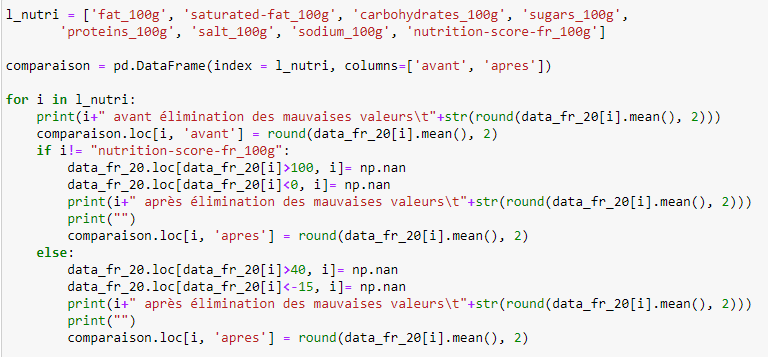 l_nutri = ['fat_100g', 'saturated-fat_100g', 'carbohydrates_100g', 'sugars_100g',
       'proteins_100g', 'salt_100g', 'sodium_100g', 'nutrition-score-fr_100g']

comparaison = pd.DataFrame(index = l_nutri, columns=['avant', 'apres'])

for i in l_nutri:
    print(i+" avant élimination des mauvaises valeurs\t"+str(round(data_fr_20[i].mean(), 2)))
    comparaison.loc[i, 'avant'] = round(data_fr_20[i].mean(), 2)
    if i!= "nutrition-score-fr_100g":
        data_fr_20.loc[data_fr_20[i]>100, i]= np.nan
        data_fr_20.loc[data_fr_20[i]<0, i]= np.nan
        print(i+" après élimination des mauvaises valeurs\t"+str(round(data_fr_20[i].mean(), 2)))
        print("")
        comparaison.loc[i, 'apres'] = round(data_fr_20[i].mean(), 2)
    else:
        data_fr_20.loc[data_fr_20[i]>40, i]= np.nan
        data_fr_20.loc[data_fr_20[i]<-15, i]= np.nan
        print(i+" après élimination des mauvaises valeurs\t"+str(round(data_fr_20[i].mean(), 2)))
        print("")
        comparaison.loc[i, 'apres'] = round(data_fr_20[i].mean(), 2)